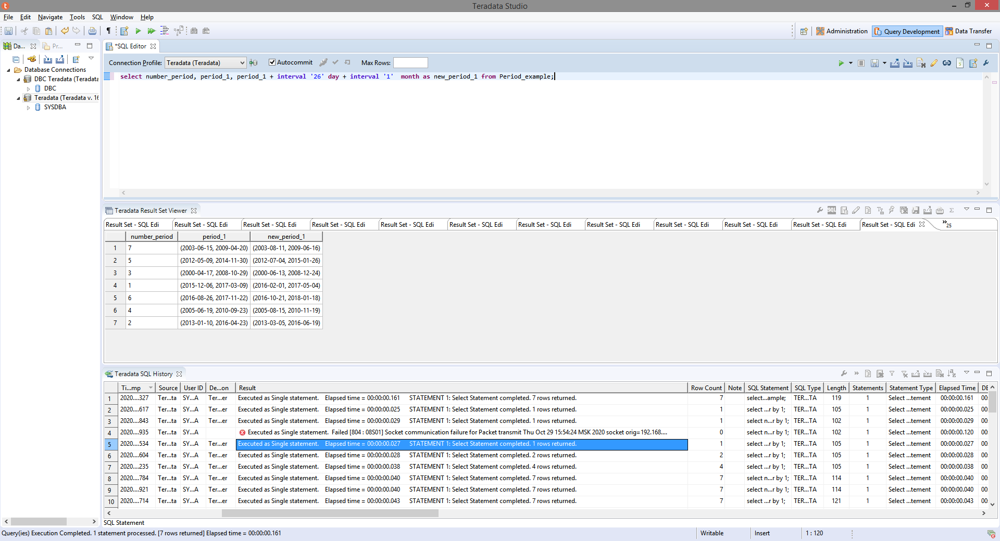 Teradata Studio
File Edit Navigate Tools SQL Window Help
Administration Query Development Data Transfer
Da... Pr...
Database Connections
DBC Teradata (Teradata
DBC
Teradata (Teradata v. 16
SYSDBA
*SQL Editor
Connection Profile: Teradata (Teradata) Autocommit Max Rows:
select number_period, period_1, period_1 + interval '26' day + interval '1'  month as new_period_1 from Period_example;
Teradata Result Set Viewer
Result Set - SQL Edi Result Set - SQL Edi Result Set - SQL Edi Result Set - SQL Edi Result Set - SQL Edi Result Set - SQL Edi Result Set - SQL Edi Result Set - SQL Edi Result Set - SQL Edi Result Set - SQL Edi Result Set - SQL Edi Result Set - SQL Edi »25
number_period period_1 new_period_1
1 7 (2003-06-15, 2009-04-20) (2003-08-11, 2009-06-16)
2 5 (2012-05-09, 2014-11-30) (2012-07-04, 2015-01-26)
3 3 (2000-04-17, 2008-10-29) (2000-06-13, 2008-12-24)
4 1 (2015-12-06, 2017-03-09) (2016-02-01, 2017-05-04)
5 6 (2016-08-26, 2017-11-22) (2016-10-21, 2018-01-18)
6 4 (2005-06-19, 2010-09-23) (2005-08-15, 2010-11-19)
7 2 (2013-01-10, 2016-04-23) (2013-03-05, 2016-06-19)
Teradata SQL History
Ti...mp Source User ID De...on Result Row Count Note SQL Statement SQL Type Length Statements Statement Type Elapsed Time DE
1 2020....327 Ter...ta SY...A Ter...er Executed as Single statement. Elapsed time = 00:00:00.161 STATEMENT 1: Select Statement completed. 7 rows returned. 7 select...ample; TER...TA 119 1 Select ...tement 00:00:00.161 00:
2 2020....617 Ter...ta SY...A Ter...er Executed as Single statement. Elapsed time = 00:00:00.025 STATEMENT 1: Select Statement completed. 1 rows returned. 1 select ...r by 1; TER...TA 105 1 Select ...tement 00:00:00.025 00:
3 2020....843 Ter...ta SY...A Ter...er Executed as Single statement. Elapsed time = 00:00:00.029 STATEMENT 1: Select Statement completed. 1 rows returned. 1 select n...r by 1; TER...TA 102 1 Select ...tement 00:00:00.029 00:
4 2020....935 Ter...ta SY...A Executed as Single statement. Failed [804 : 08S01] Socket communication failure for Packet transmit Thu Oct 29 15:54:24 MSK 2020 socket orig=192.168.... 0 select n...r by 1; TER...TA 102 1 Select ...tement 00:00:00.120 00:
5 2020....534 Ter...ta SY...A Ter...er Executed as Single statement. Elapsed time = 00:00:00.027 STATEMENT 1: Select Statement completed. 1 rows returned. 1 select ...r by 1; TER...TA 105 1 Select ...tement 00:00:00.027 00:
6 2020....604 Ter...ta SY...A Ter...er Executed as Single statement. Elapsed time = 00:00:00.028 STATEMENT 1: Select Statement completed. 2 rows returned. 2 select ...r by 1; TER...TA 105 1 Select ...tement 00:00:00.028 00:
7 2020....235 Ter...ta SY...A Ter...er Executed as Single statement. Elapsed time = 00:00:00.038 STATEMENT 1: Select Statement completed. 4 rows returned. 4 select ...r by 1; TER...TA 105 1 Select ...tement 00:00:00.038 00:
8 2020....784 Ter...ta SY...A Ter...er Executed as Single statement. Elapsed time = 00:00:00.040 STATEMENT 1: Select Statement completed. 7 rows returned. 7 select n...r by 1; TER...TA 114 1 Select ...tement 00:00:00.040 00:
9 2020....921 Ter...ta SY...A Ter...er Executed as Single statement. Elapsed time = 00:00:00.040 STATEMENT 1: Select Statement completed. 7 rows returned. 7 select n...r by 1; TER...TA 114 1 Select ...tement 00:00:00.040 00:
10 2020....714 Ter...ta SY...A Ter...er Executed as Single statement. Elapsed time = 00:00:00.043 STATEMENT 1: Select Statement completed. 7 rows returned. 7 select ...r by 1; TER...TA 121 1 Select ...tement 00:00:00.043 00:
SQL Statement
Query(ies) Execution Completed. 1 statement processed. [7 rows returned] Elapsed time = 00:00:00.161 Writable Insert 1 : 120